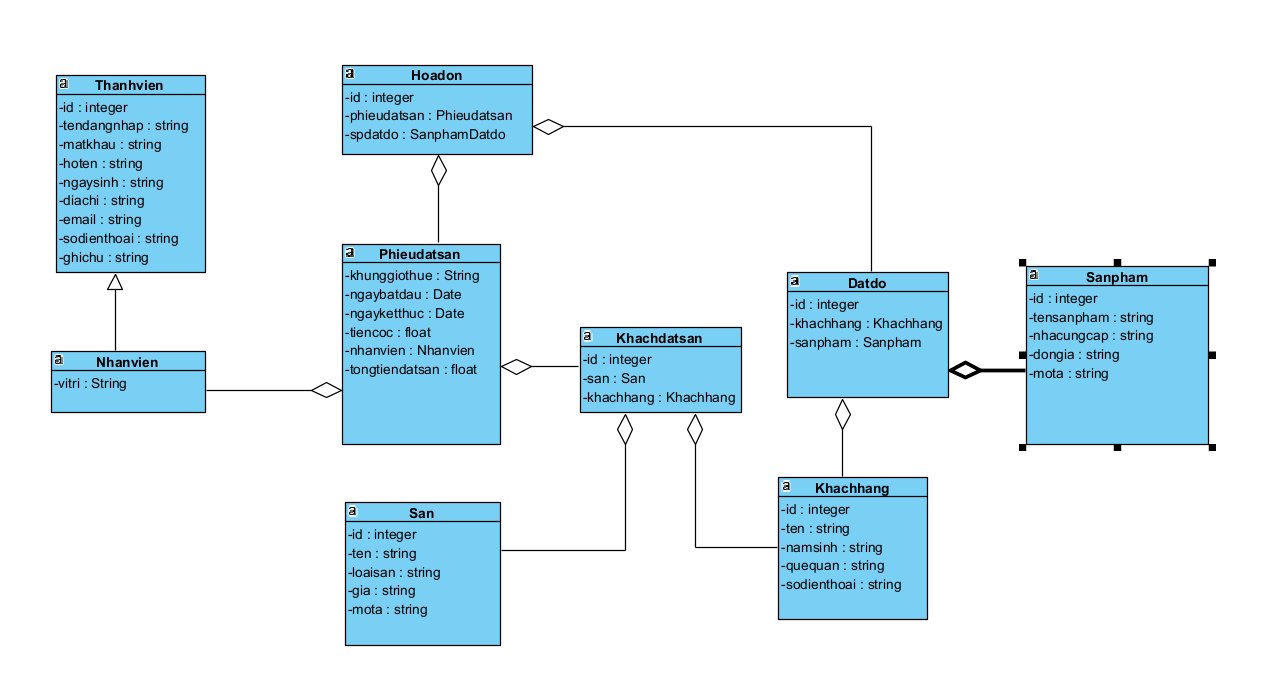 Thanhvien
-id : integer
-tendangnhap : string
-matkhau : string
-hoten : string
-ngaysinh : string
-diachi : string
-email : string
-sodienthoai : string
-ghichu : string
Hoadon
-id : integer
-phieudatsan : Phieudatsan
-spdatdo : SanphamDatdo
Phieudatsan
-khunggiothue : String
-ngaybatdau : Date
-ngayketthuc : Date
-tiencoc : float
-nhanvien : Nhanvien
-tongtiendatsan : float
Nhanvien
-vitri : String
Khachdatsan
-id : integer
-san : San
-khachhang : Khachhang
Datdo
-id : integer
-khachhang : Khachhang
-sanpham : Sanpham
Sanpham
-id : integer
-tensanpham : string
-nhacungcap : string
-dongia : string
-mota : string
San
-id : integer
-ten : string
-loaisan : string
-gia : string
-mota : string
Khachhang
-id : integer
-ten : string
-namsinh : string
-quequan : string
-sodienthoai : string